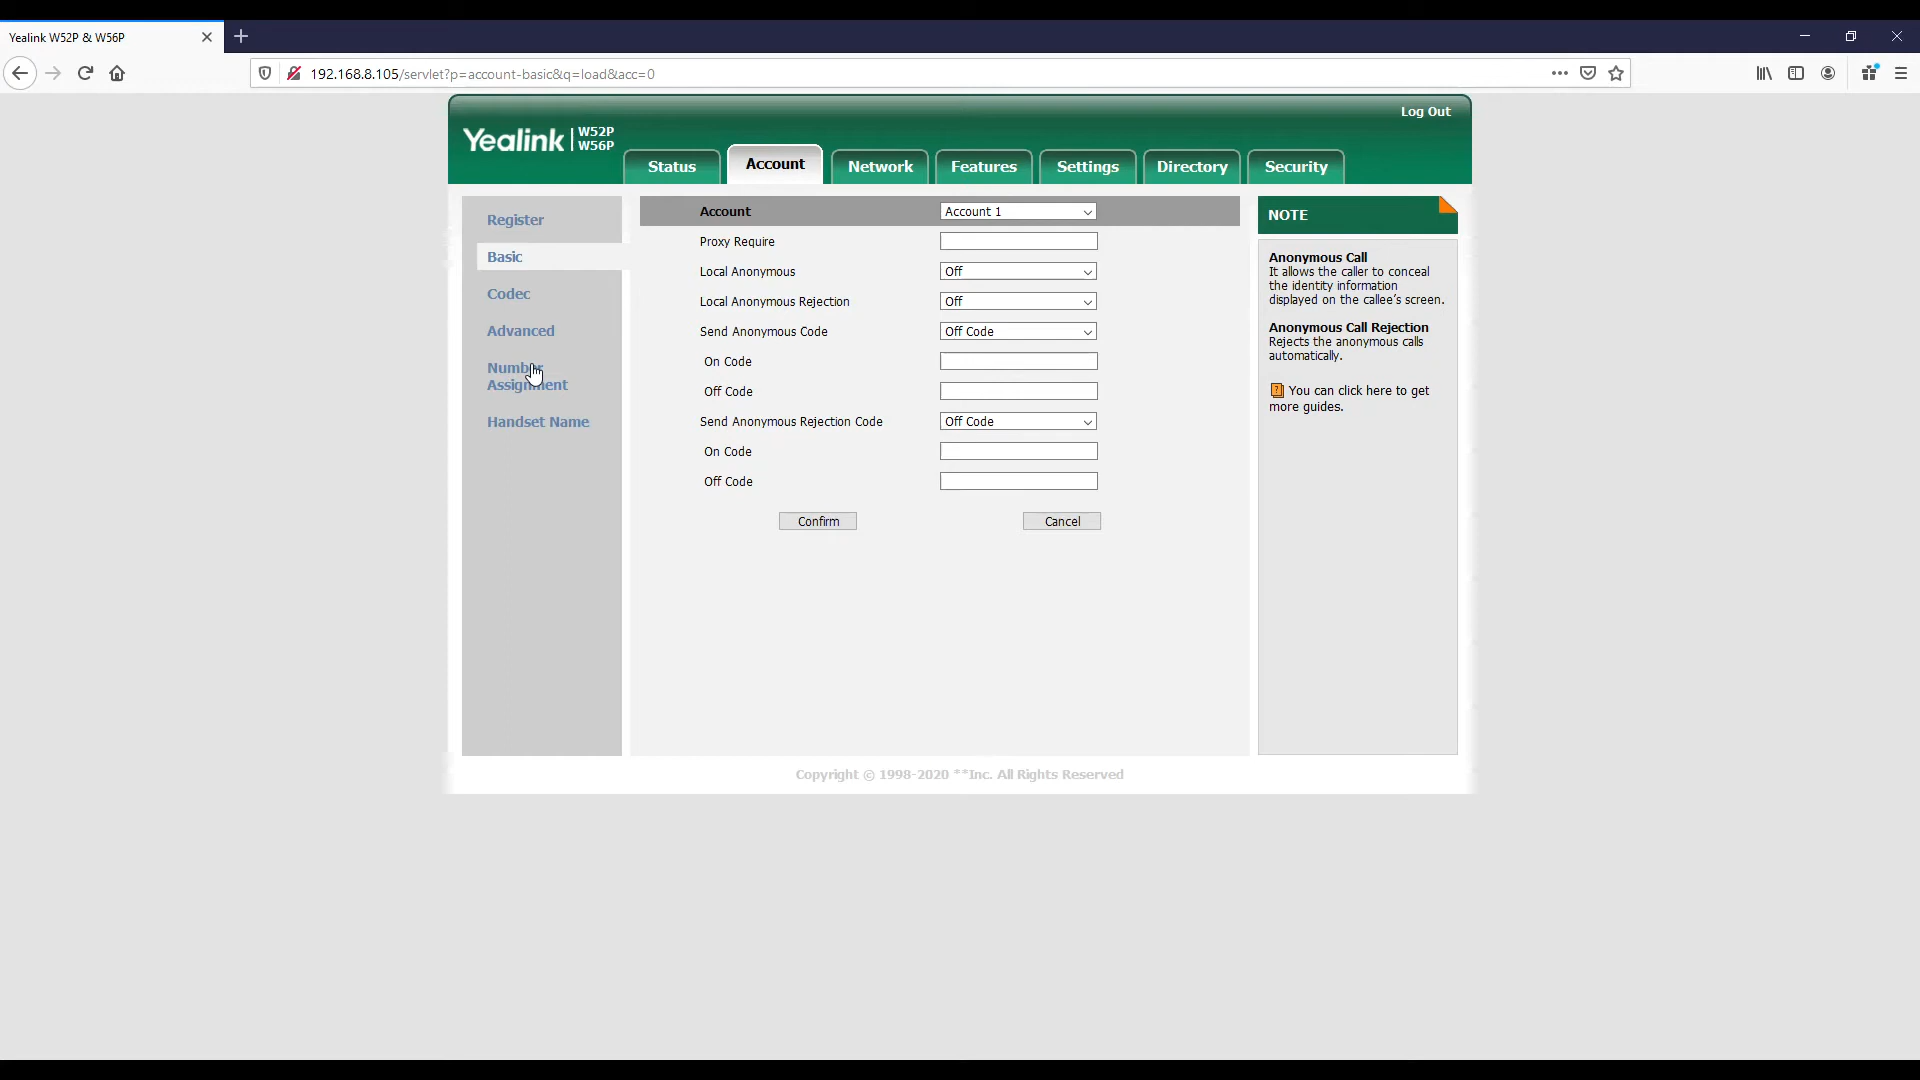 Yealink W52P & W56P
192.168.8.105/servlet?p=account-basic&q=load&acc=0
Log Out
Yealink W52P
W56P
Status Account Network Features Settings Directory Security
Register
Basic
Codec
Advanced
Number
Assignment
Handset Name
Account Account 1
Proxy Require
Local Anonymous Off
Local Anonymous Rejection Off
Send Anonymous Code Off Code
On Code
Off Code
Send Anonymous Rejection Code Off Code
On Code
Off Code
Confirm Cancel
NOTE
Anonymous Call
It allows the caller to conceal
the identity information
displayed on the callee's screen.
Anonymous Call Rejection
Rejects the anonymous calls
automatically.
You can click here to get
more guides.
Copyright © 1998-2020 **Inc. All Rights Reserved